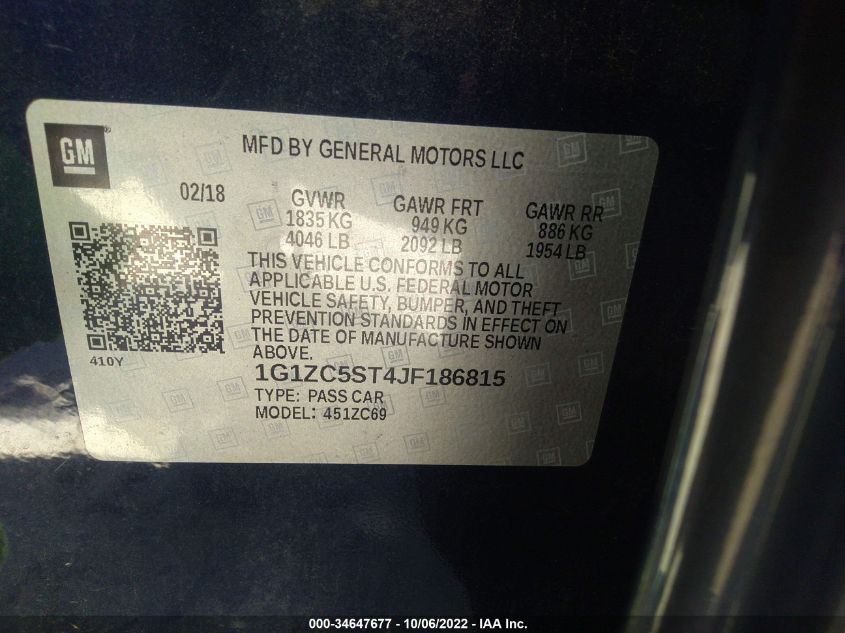 GM
MFD BY GENERAL MOTORS LLC
02/18
GVWR
1835 KG
4046 LB
GAWR FRT
949 KG
2092 LB
GAWR RR
886 KG
1954 LB
THIS VEHICLE CONFORMS TO ALL
APPLICABLE U.S. FEDERAL MOTOR
VEHICLE SAFETY, BUMPER, AND THEFT
PREVENTION STANDARDS IN EFFECT ON
THE DATE OF MANUFACTURE SHOWN
ABOVE.
410Y
1G1ZC5ST4JF186815
TYPE: PASS CAR
MODEL: 451ZC69
000-34647677 - 10/06/2022 - IAA Inc.